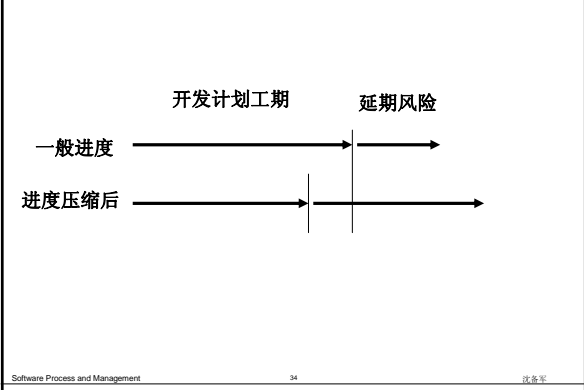 开发计划工期
延期风险
一般进度
进度压缩后
Software Process and Management
34
沈备军